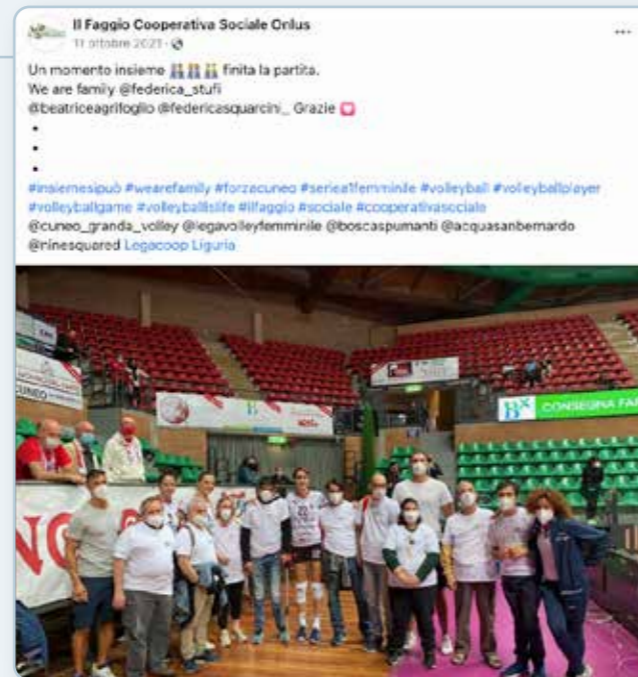 Il Faggio Cooperativa Sociale Onlus
11 ottobre 2021 ·
Un momento insieme 👫👫👫 finita la partita.
We are family @federica_stufi
@beatriceagrifoglio @federicasquarcini_ Grazie 💟
•
•
•
#insiemesipuò #wearefamily #forzacuneo #seriea1femminile #volleyball #volleyballplayer
#volleyballgame #volleyballislife #ilfaggio #sociale #cooperativasociale
@cuneo_granda_volley @legavolleyfemminile @boscaspumanti @acquasanbernardo
@ninesquared Legacoop Liguria
CUNEO
CONSEGNA